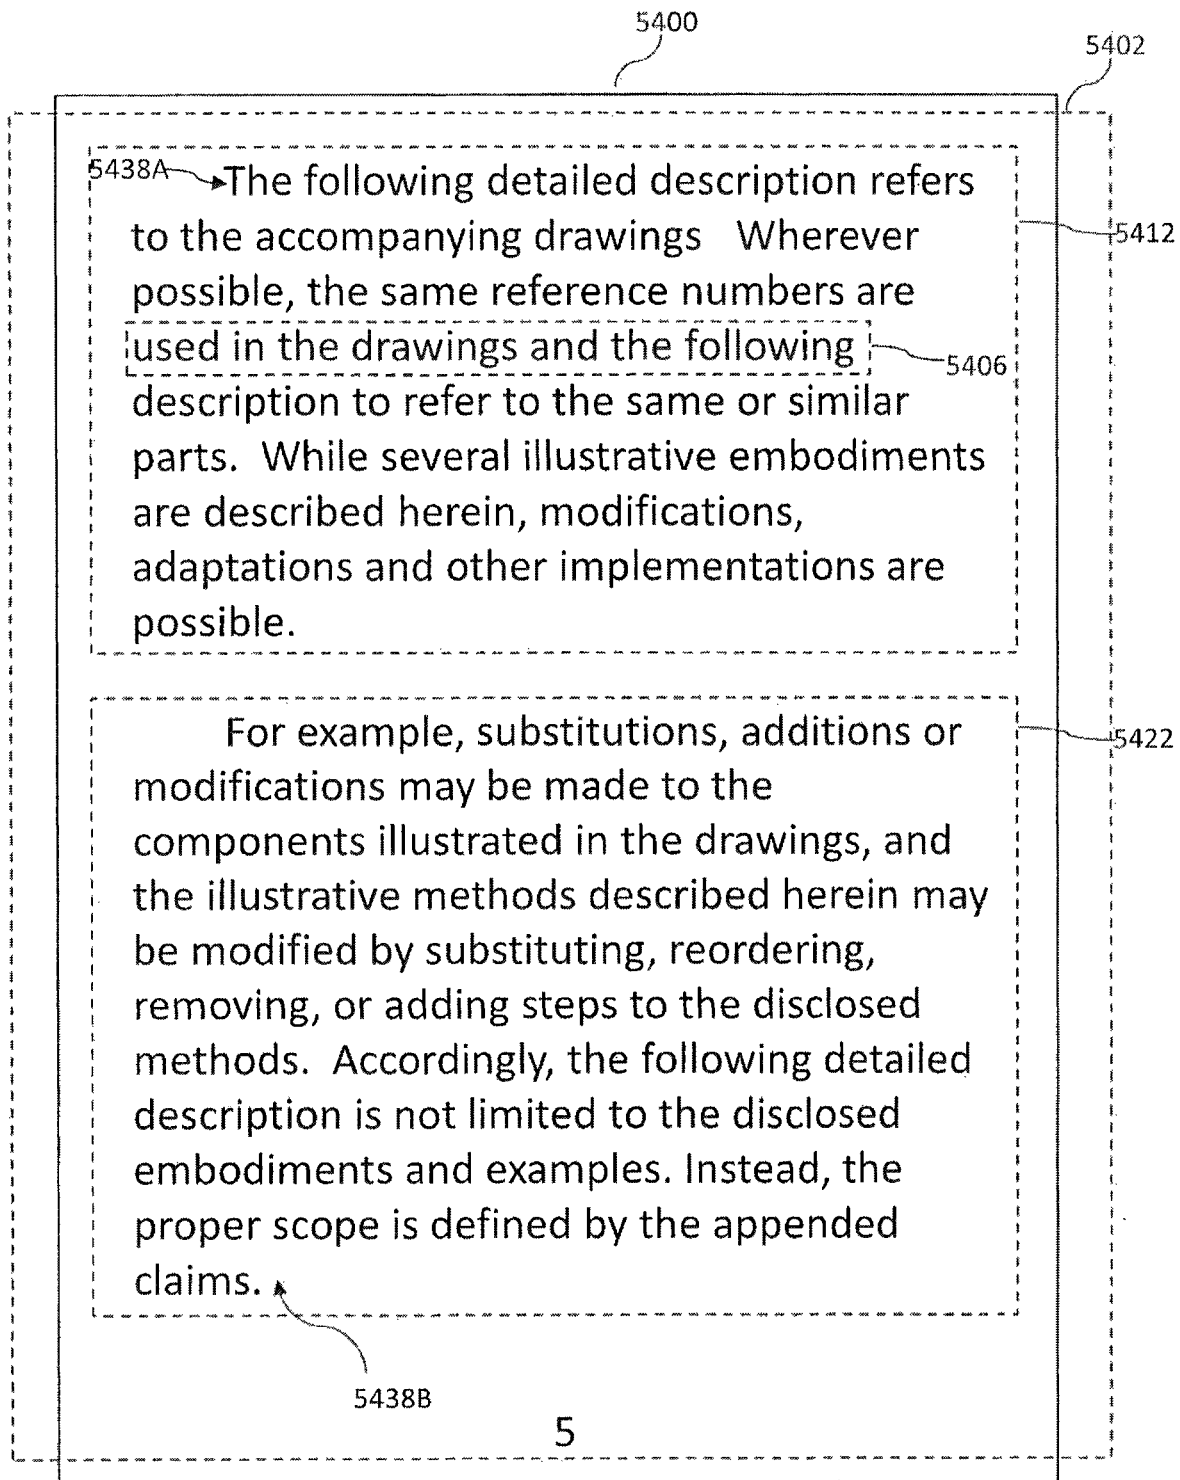 5400
5402
5438A
The following detailed description refers
to the accompanying drawings   Wherever
5412
possible, the same reference numbers are
used in the drawings and the following
5406
description to refer to the same or similar
parts.  While several illustrative embodiments
are described herein, modifications,
adaptations and other implementations are
possible.
For example, substitutions, additions or
5422
modifications may be made to the
components illustrated in the drawings, and
the illustrative methods described herein may
be modified by substituting, reordering,
removing, or adding steps to the disclosed
methods.  Accordingly, the following detailed
description is not limited to the disclosed
embodiments and examples. Instead, the
proper scope is defined by the appended
claims.
5438B
5